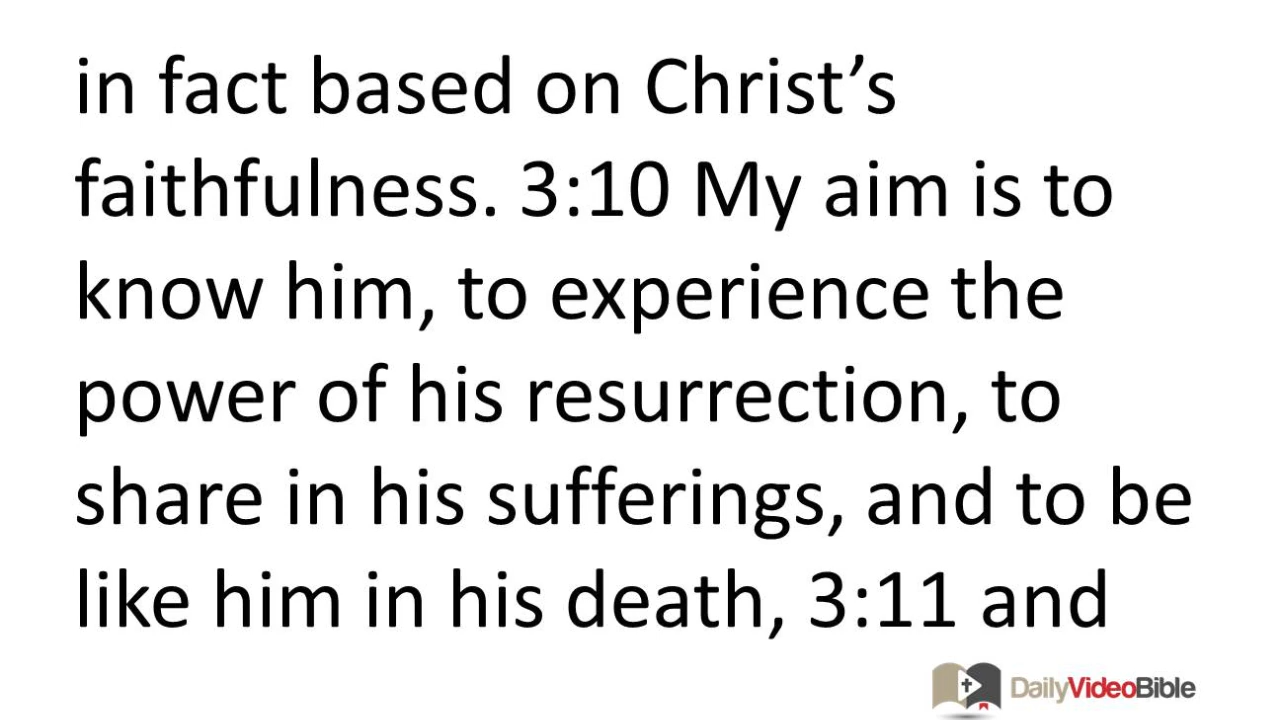 in fact based on Christ’s
faithfulness. 3:10 My aim is to
know him, to experience the
power of his resurrection, to
share in his sufferings, and to be
like him in his death, 3:11 and
DailyVideoBible